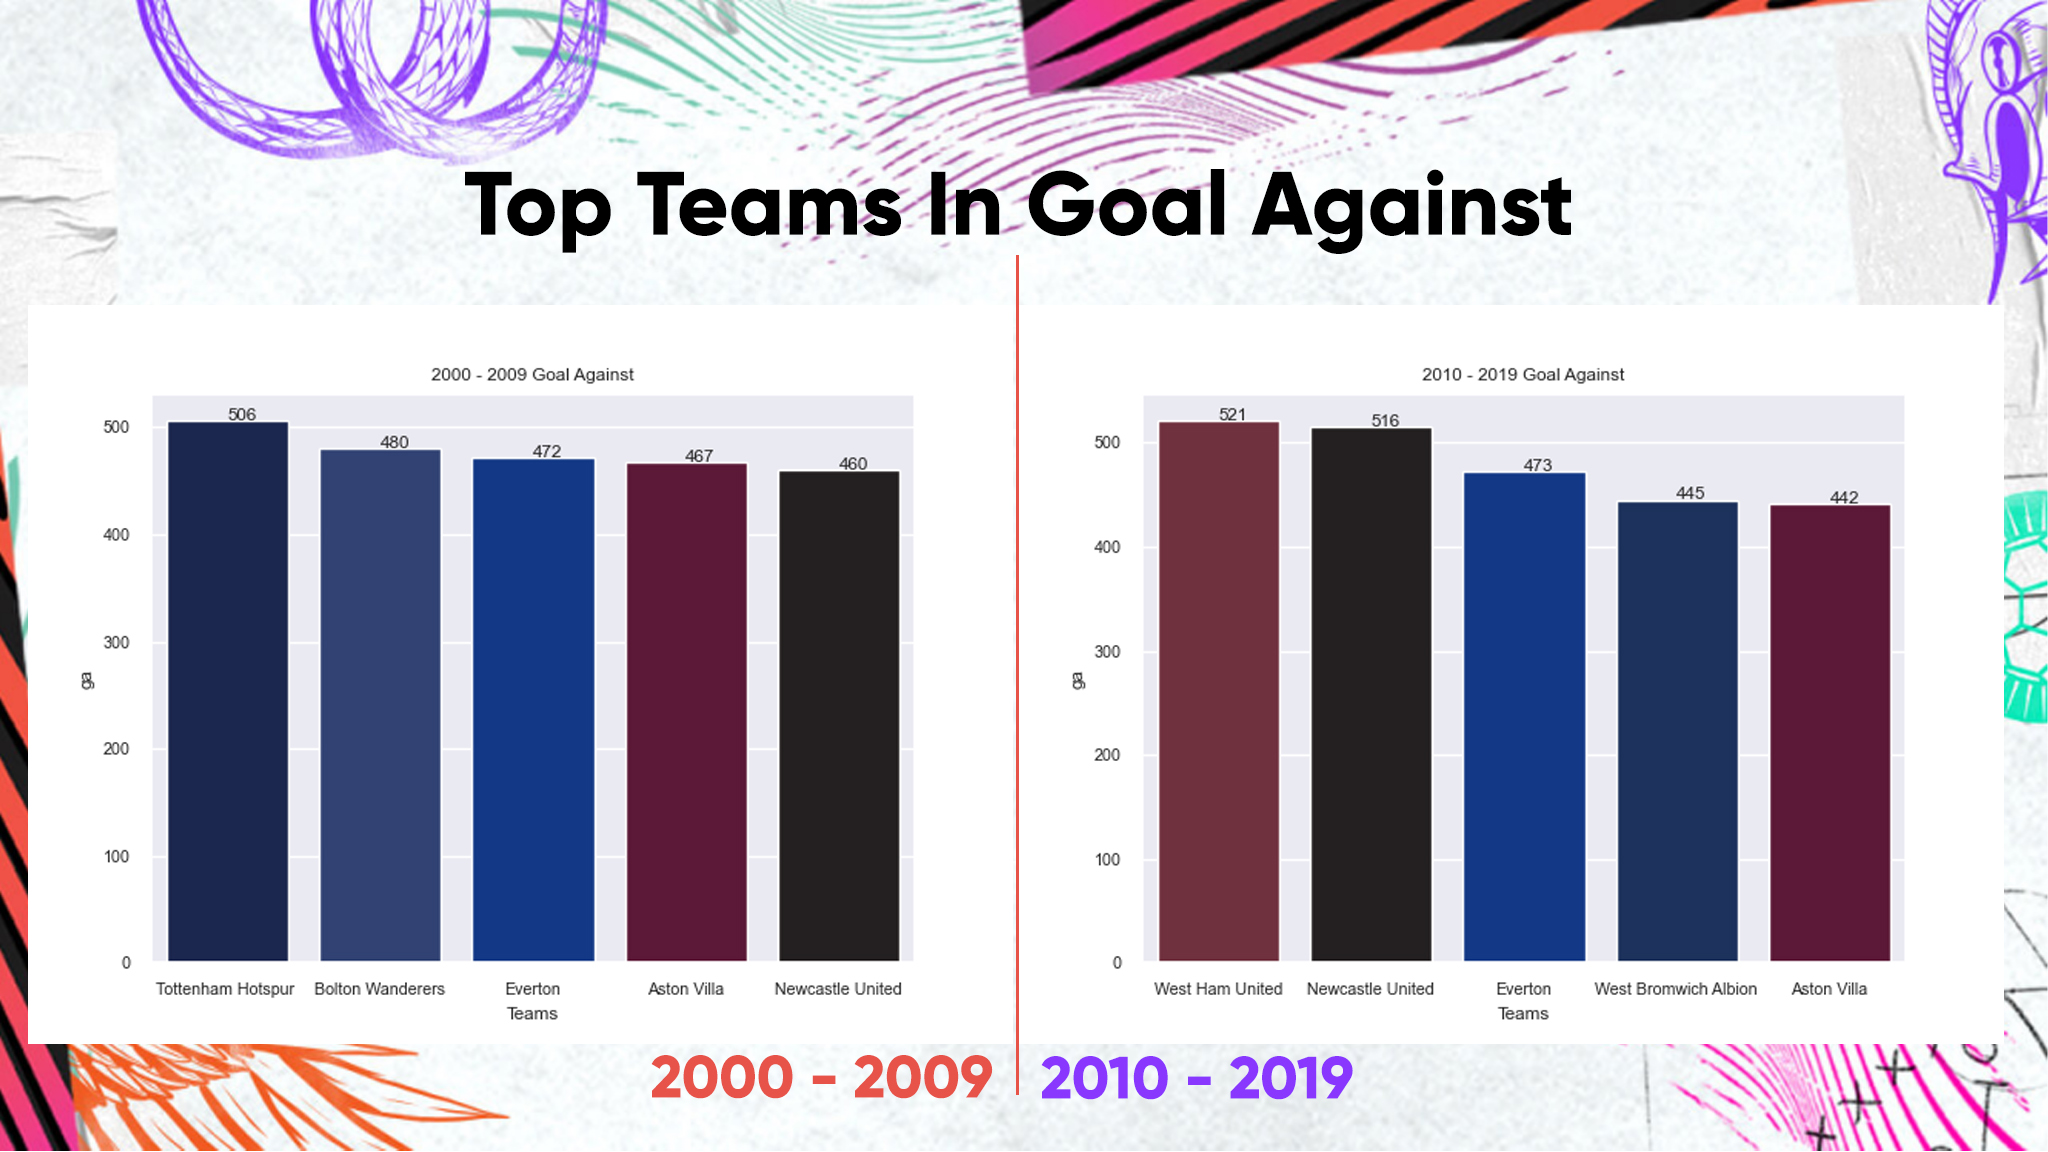 Top Teams In Goal Against
2000 - 2009 Goal Against
506
480
472
467
460
500
400
300
200
100
0
ga
Tottenham Hotspur Bolton Wanderers Everton Aston Villa Newcastle United
Teams
2010 - 2019 Goal Against
521
516
473
445
442
500
400
300
200
100
0
ga
West Ham United Newcastle United Everton West Bromwich Albion Aston Villa
Teams
2000 - 2009
2010 - 2019